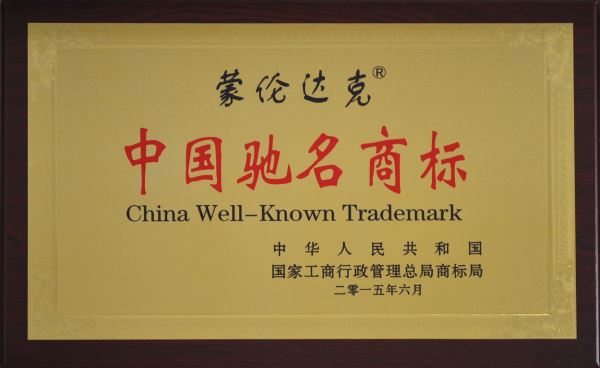 蒙伦达克®
中国驰名商标
China Well-Known Trademark
中华人民共和国
国家工商行政管理总局商标局
二零一五年六月